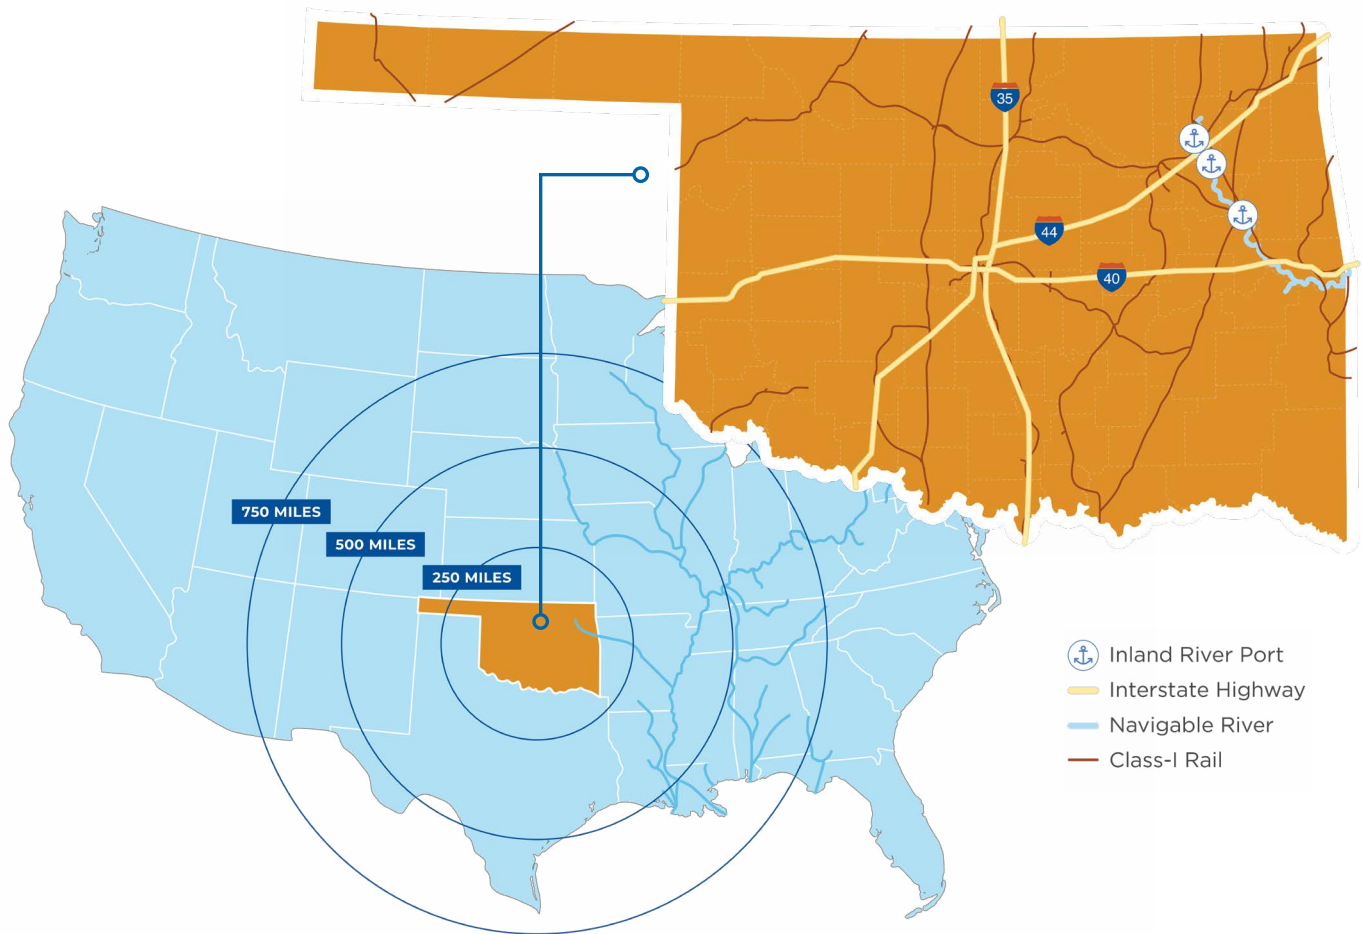 35
44
40
750 MILES
500 MILES
250 MILES
Inland River Port
Interstate Highway
Navigable River
Class-I Rail